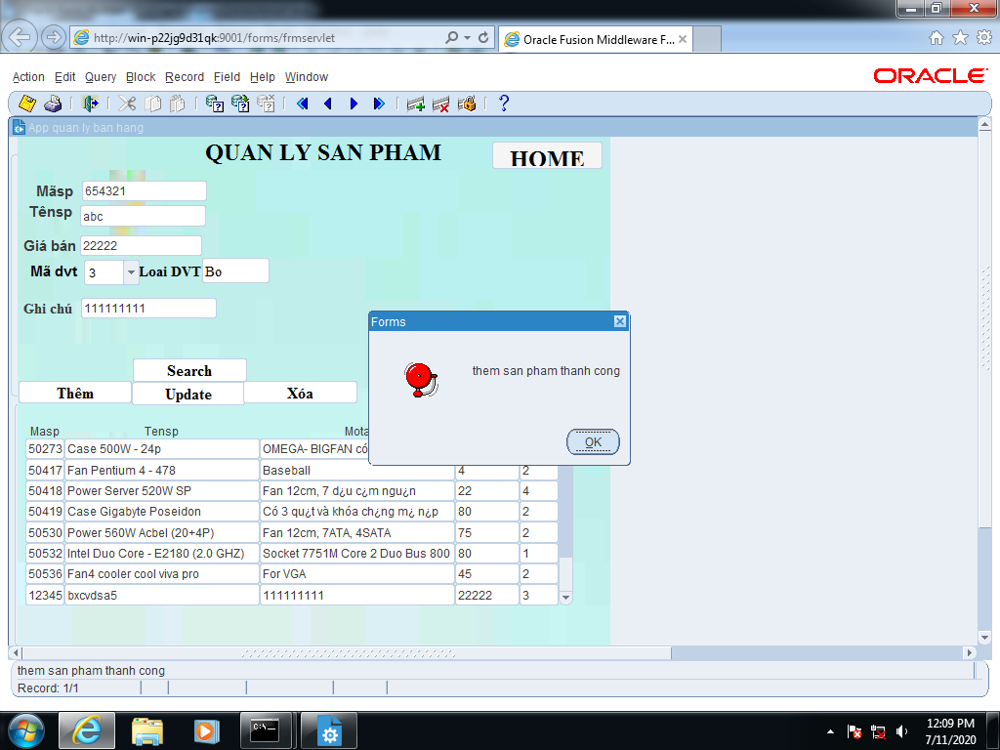 http://win-p22jg9d31qk:9001/forms/frmservlet
Oracle Fusion Middleware F...
Action Edit Query Block Record Field Help Window
ORACLE
App quan ly ban hang
QUAN LY SAN PHAM
HOME
Mãsp 654321
Tênsp abc
Giá bán 22222
Mã dvt 3 Loai DVT Bo
Ghi chú 111111111
Forms
them san pham thanh cong
OK
Search
Thêm Update Xóa
Masp Tensp Mota
50273 Case 500W - 24p OMEGA- BIGFAN có
50417 Fan Pentium 4 - 478 Baseball 4 2
50418 Power Server 520W SP Fan 12cm, 7 d¿u c¿m ngu¿n 22 4
50419 Case Gigabyte Poseidon Có 3 qu¿t và khóa ch¿ng m¿ n¿p 80 2
50530 Power 560W Acbel (20+4P) Fan 12cm, 7ATA, 4SATA 75 2
50532 Intel Duo Core - E2180 (2.0 GHZ) Socket 7751M Core 2 Duo Bus 800 80 1
50536 Fan4 cooler cool viva pro For VGA 45 2
12345 bxcvdsa5 111111111 22222 3
them san pham thanh cong
Record: 1/1
12:09 PM
7/11/2020